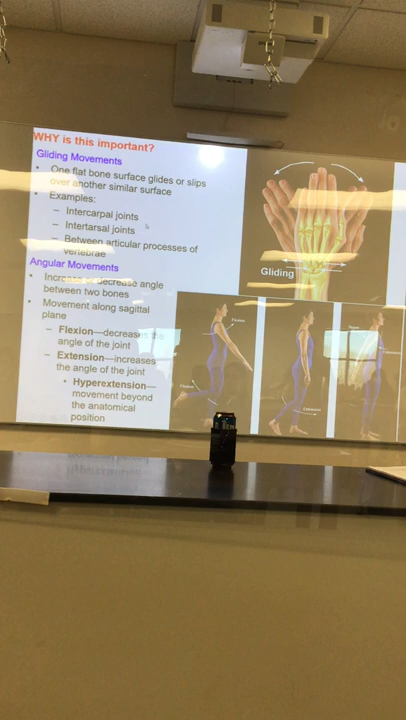 WHY is this important?
Gliding Movements
• One flat bone surface glides or slips
over another similar surface
• Examples:
– Intercarpal joints
– Intertarsal joints
– Between articular processes of
vertebrae
Angular Movements
• Increase or decrease angle
between two bones
• Movement along sagittal
plane
– Flexion—decreases the
angle of the joint
– Extension—increases
the angle of the joint
• Hyperextension—
movement beyond
the anatomical
position
Gliding
Flexion
Flexion
Extension